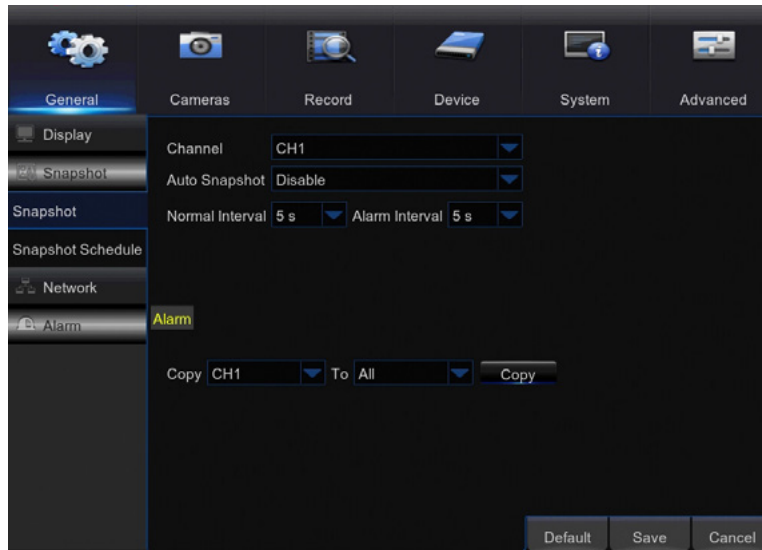 General Cameras Record Device System Advanced
Display
Snapshot
Snapshot
Snapshot Schedule
Network
Alarm
Channel CH1
Auto Snapshot Disable
Normal Interval 5 s Alarm Interval 5 s
Alarm
Copy CH1 To All Copy
Default Save Cancel